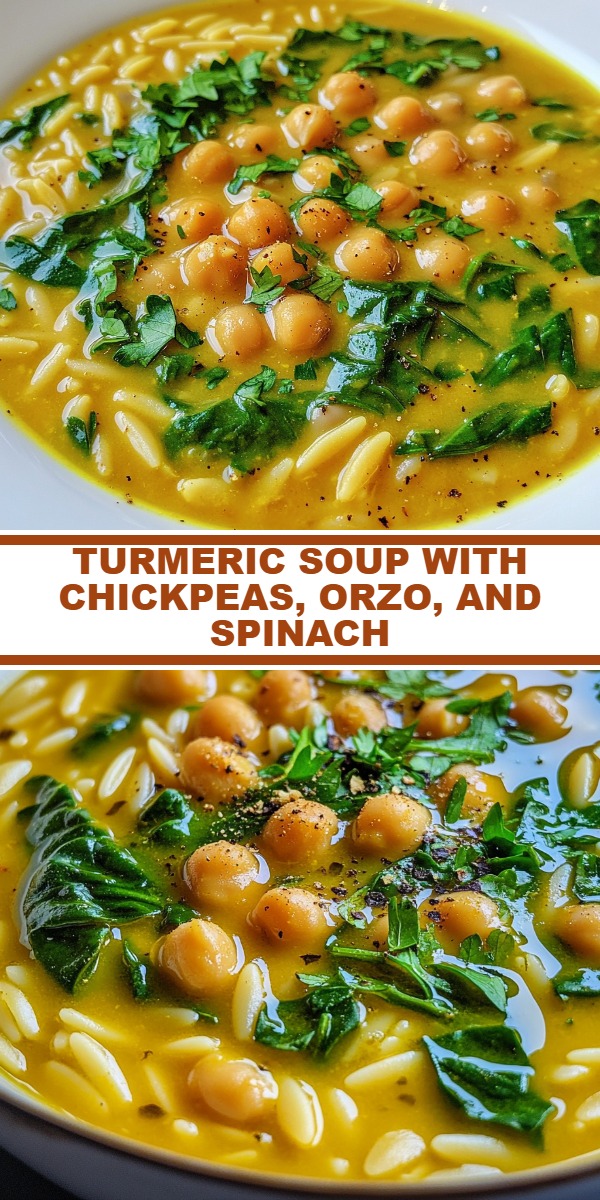 TURMERIC SOUP WITH
CHICKPEAS, ORZO, AND
SPINACH